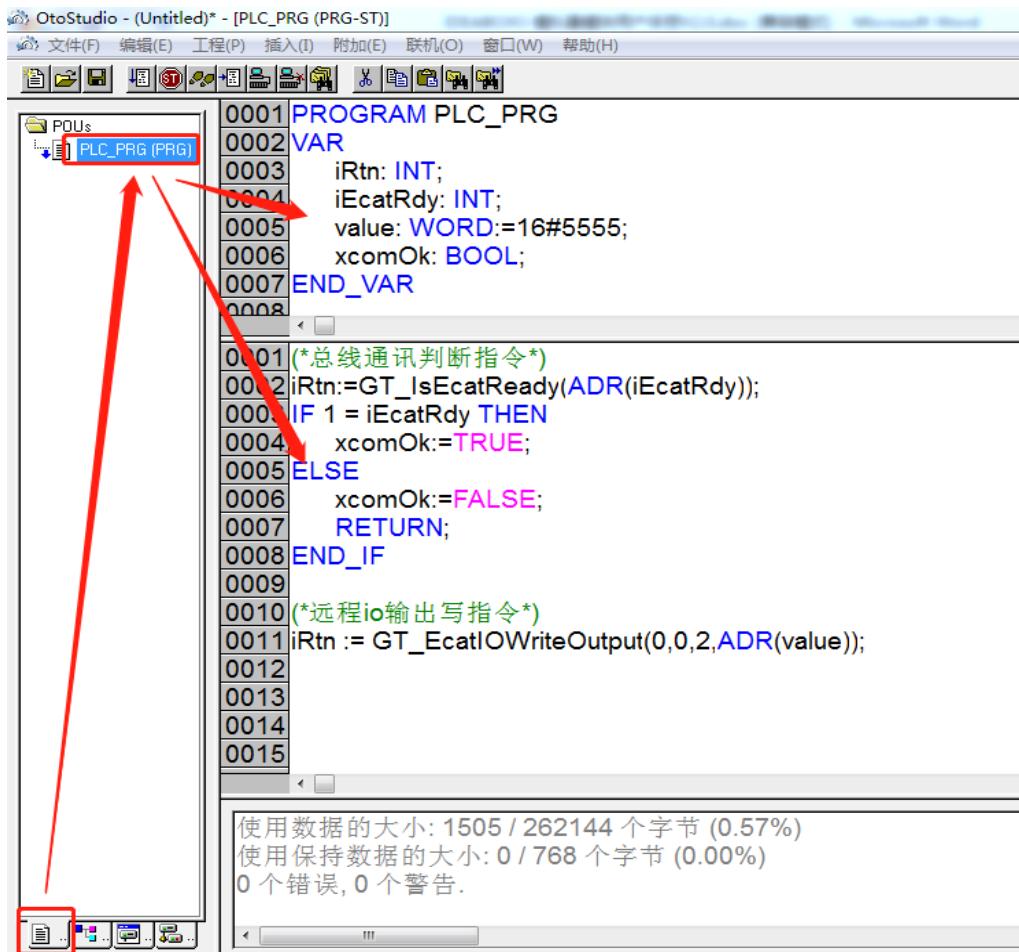 OtoStudio - (Untitled)* - [PLC_PRG (PRG-ST)]
文件(F) 编辑(E) 工程(P) 插入(I) 附加(E) 联机(O) 窗口(W) 帮助(H)
POUs
PLC_PRG (PRG)
0001 PROGRAM PLC_PRG
0002 VAR
0003 iRtn: INT;
0004 iEcatRdy: INT;
0005 value: WORD:=16#5555;
0006 xcomOk: BOOL;
0007 END_VAR
0008
0001 (*总线通讯判断指令*)
0002 iRtn:=GT_IsEcatReady(ADR(iEcatRdy));
0003 IF 1 = iEcatRdy THEN
0004 xcomOk:=TRUE;
0005 ELSE
0006 xcomOk:=FALSE;
0007 RETURN;
0008 END_IF
0009
0010 (*远程io输出写指令*)
0011 iRtn := GT_EcatIOWriteOutput(0,0,2,ADR(value));
0012
0013
0014
0015
使用数据的大小: 1505 / 262144 个字节 (0.57%)
使用保持数据的大小: 0 / 768 个字节 (0.00%)
0 个错误, 0 个警告.